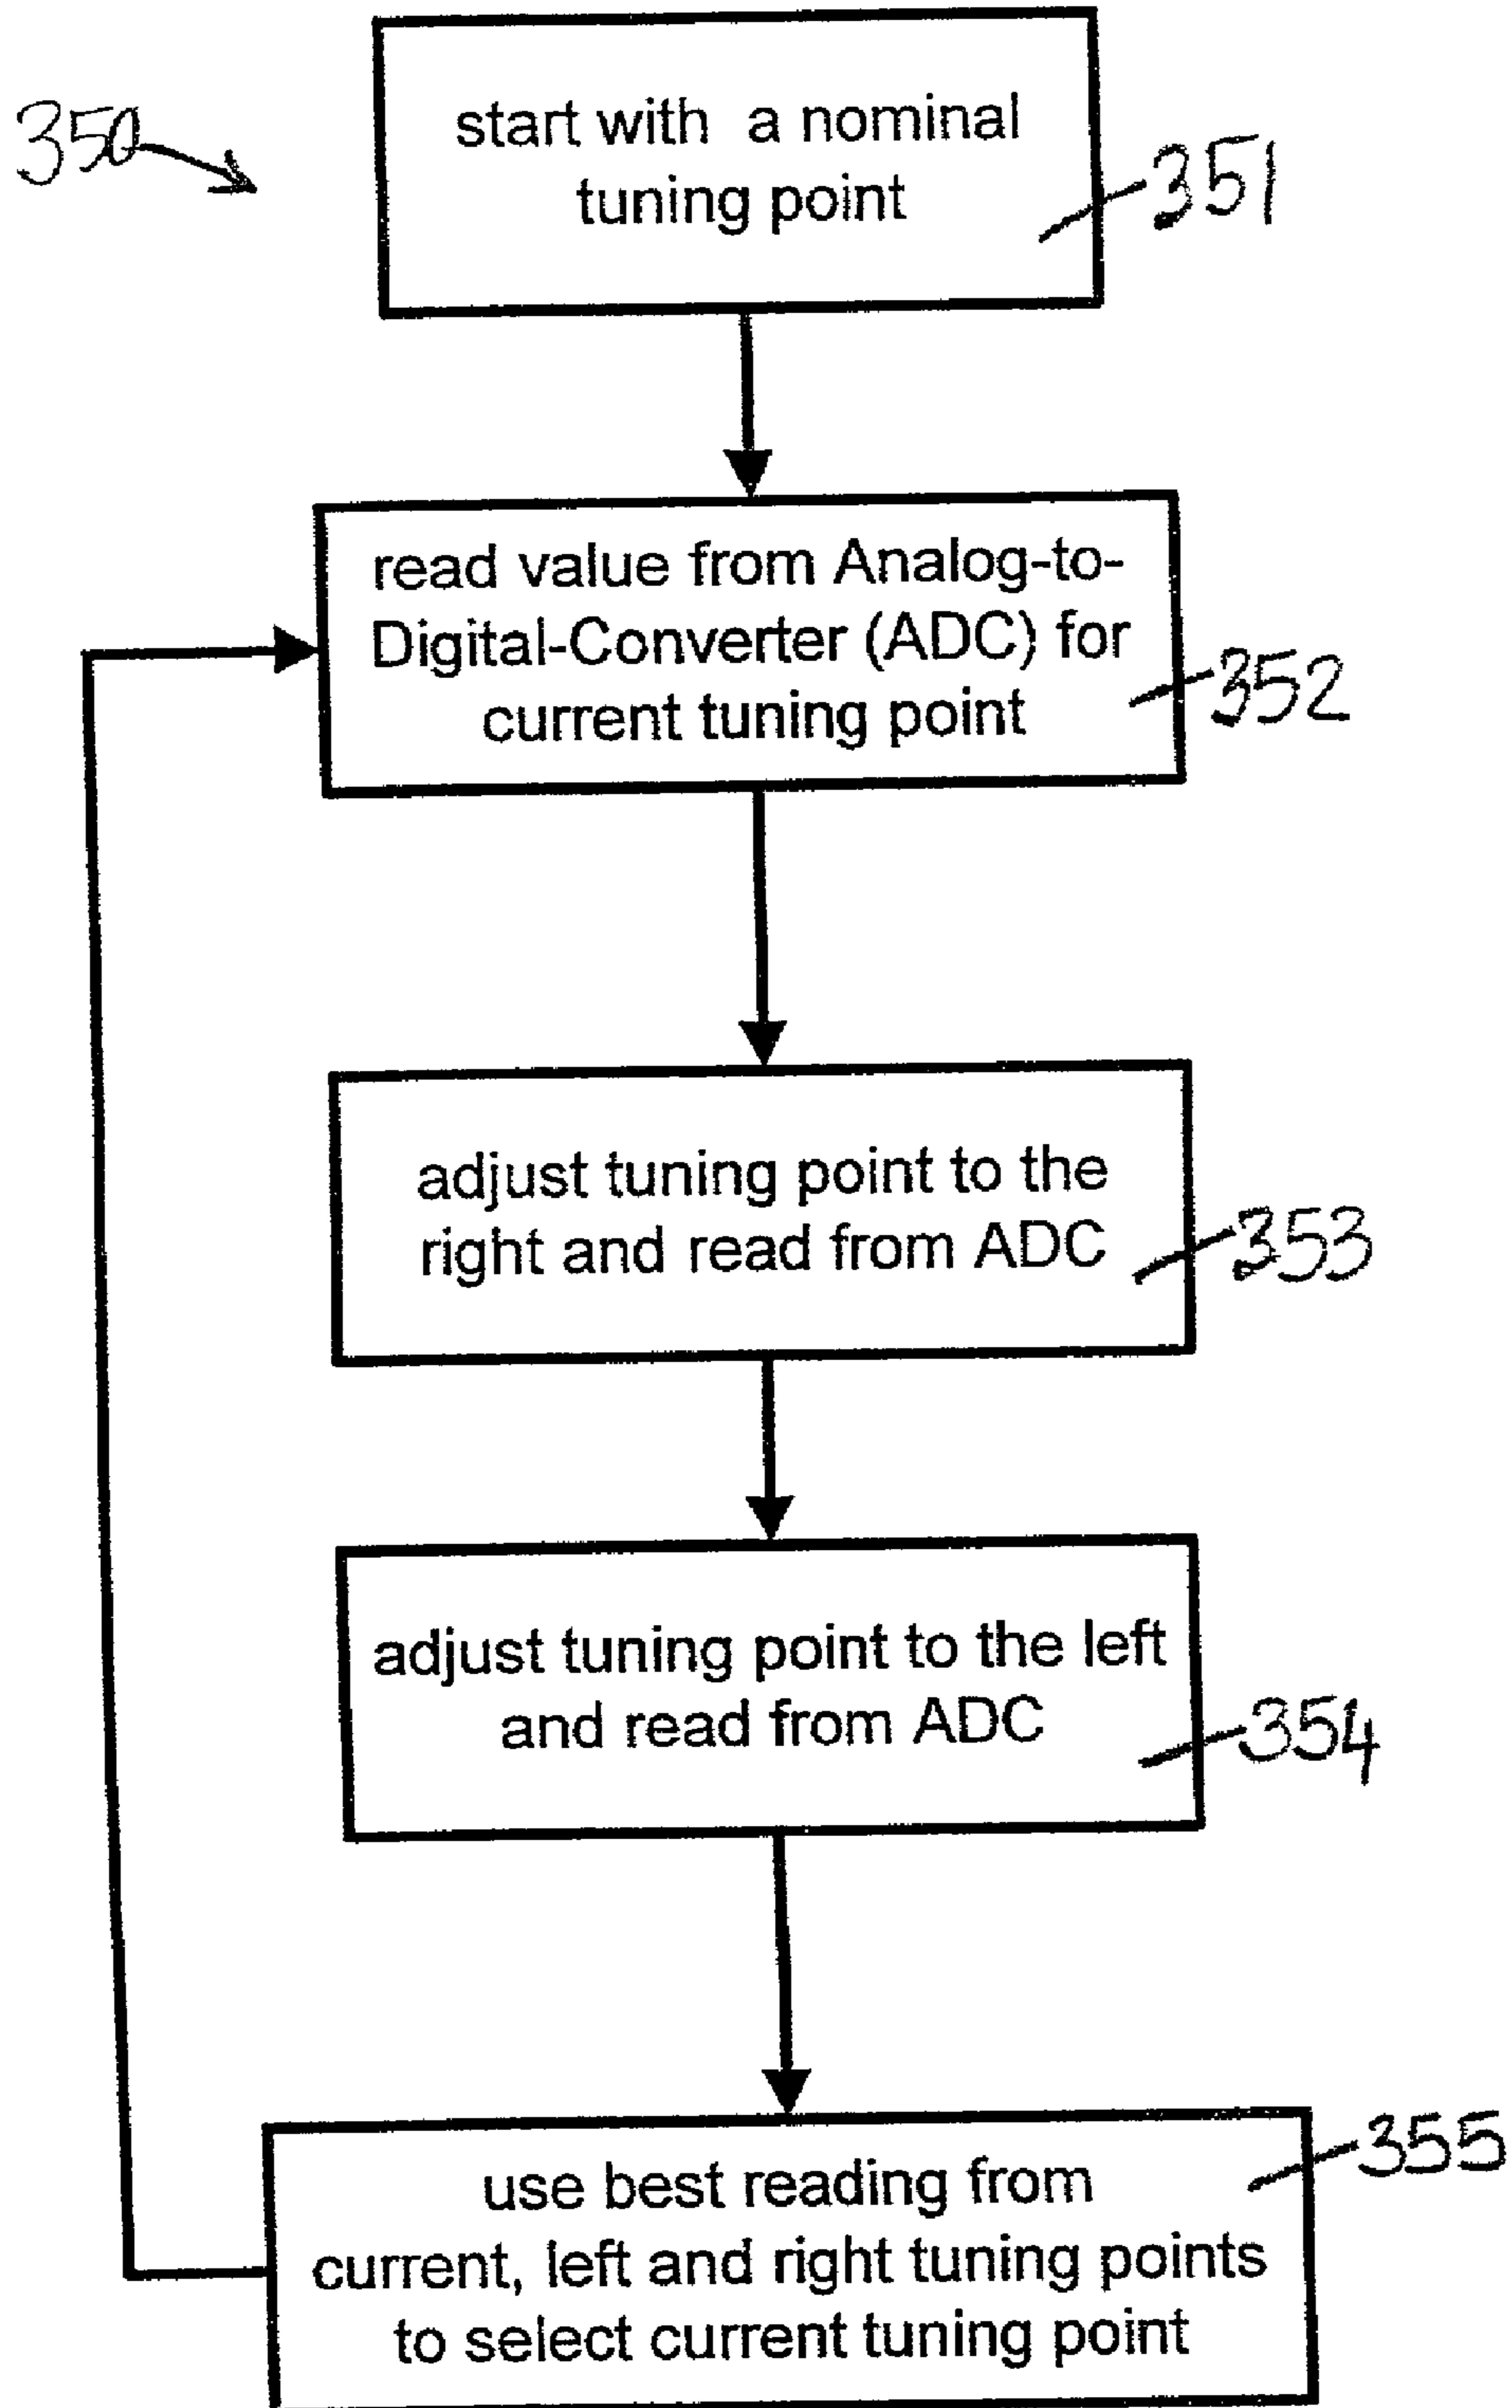 350
start with a nominal
tuning point
351
read value from Analog-to-
Digital-Converter (ADC) for
current tuning point
352
adjust tuning point to the
right and read from ADC
353
adjust tuning point to the left
and read from ADC
354
355
use best reading from
current, left and right tuning points
to select current tuning point